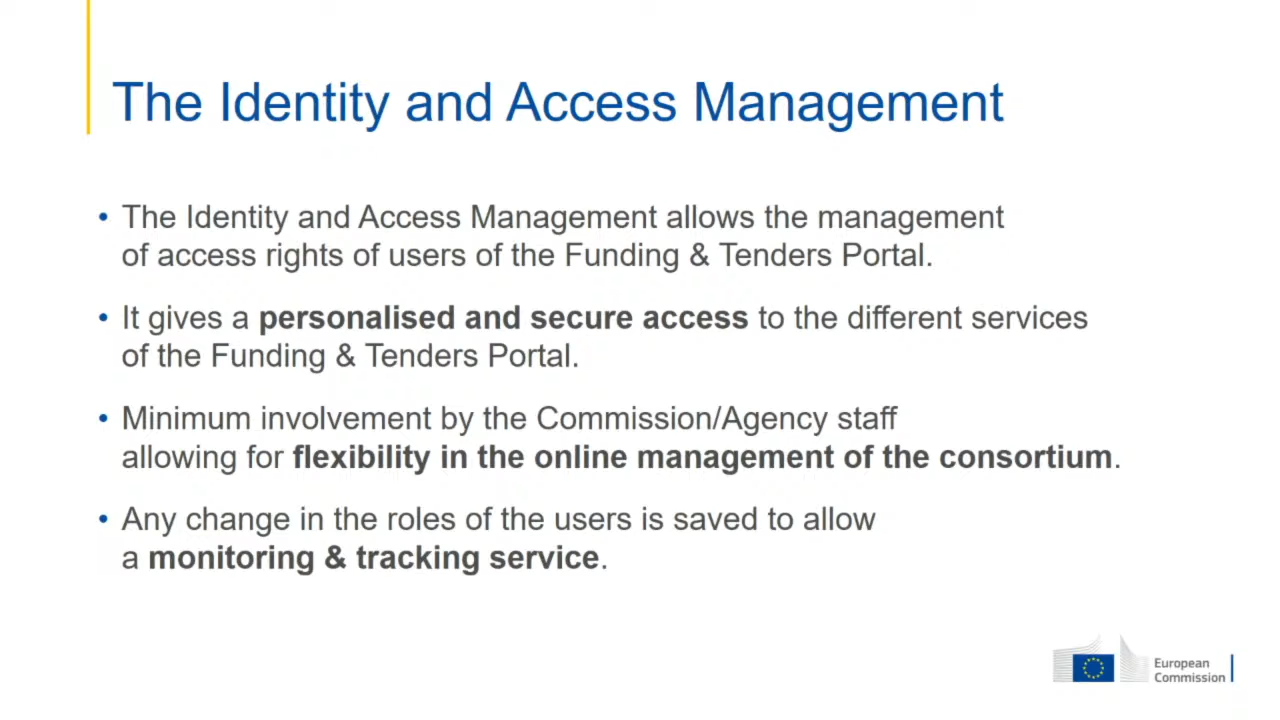 The Identity and Access Management
• The Identity and Access Management allows the management
of access rights of users of the Funding & Tenders Portal.
• It gives a personalised and secure access to the different services
of the Funding & Tenders Portal.
• Minimum involvement by the Commission/Agency staff
allowing for flexibility in the online management of the consortium.
• Any change in the roles of the users is saved to allow
a monitoring & tracking service.
European
Commission